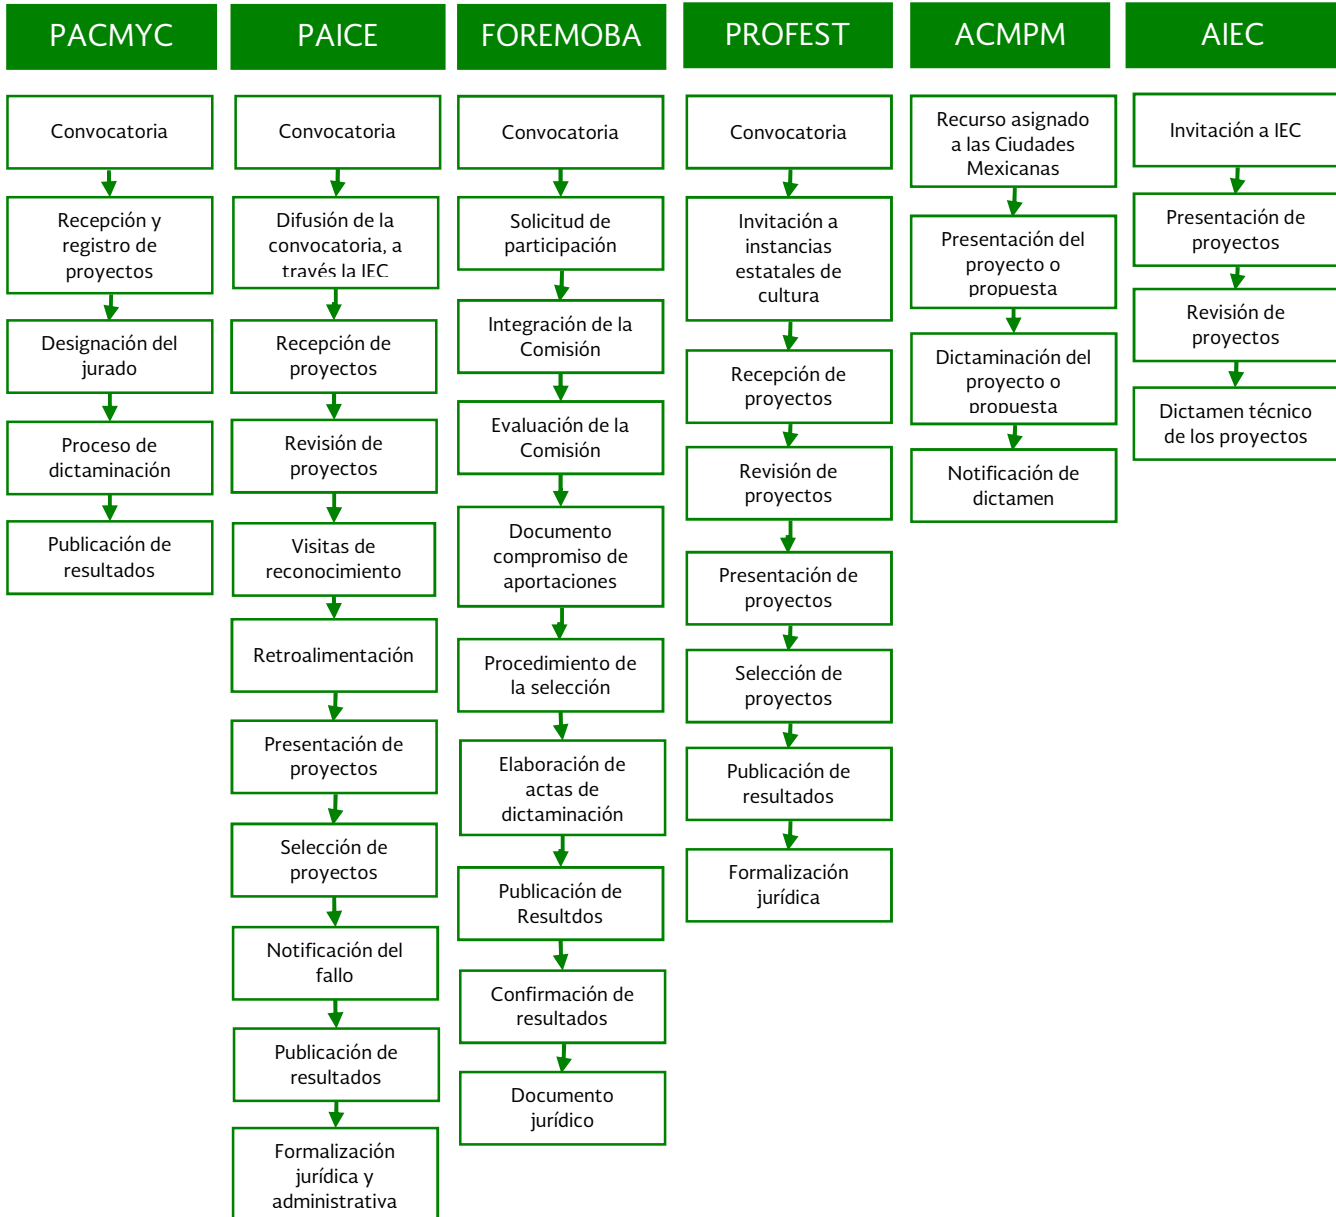 PACMYC
PAICE
FOREMOBA
PROFEST
ACMPM
AIEC
Convocatoria
Recepción y
registro de
proyectos
Designación del
jurado
Proceso de
dictaminación
Publicación de
resultados
Convocatoria
Difusión de la
convocatoria, a
través la IEC
Recepción de
proyectos
Revisión de
proyectos
Visitas de
reconocimiento
Retroalimentación
Presentación de
proyectos
Selección de
proyectos
Notificación del
fallo
Publicación de
resultados
Formalización
jurídica y
administrativa
Convocatoria
Solicitud de
participación
Integración de la
Comisión
Evaluación de la
Comisión
Documento
compromiso de
aportaciones
Procedimiento de
la selección
Elaboración de
actas de
dictaminación
Publicación de
Resultdos
Confirmación de
resultados
Documento
jurídico
Convocatoria
Invitación a
instancias
estatales de
cultura
Recepción de
proyectos
Revisión de
proyectos
Presentación de
proyectos
Selección de
proyectos
Publicación de
resultados
Formalización
jurídica
Recurso asignado
a las Ciudades
Mexicanas
Presentación del
proyecto o
propuesta
Dictaminación del
proyecto o
propuesta
Notificación de
dictamen
Invitación a IEC
Presentación de
proyectos
Revisión de
proyectos
Dictamen técnico
de los proyectos